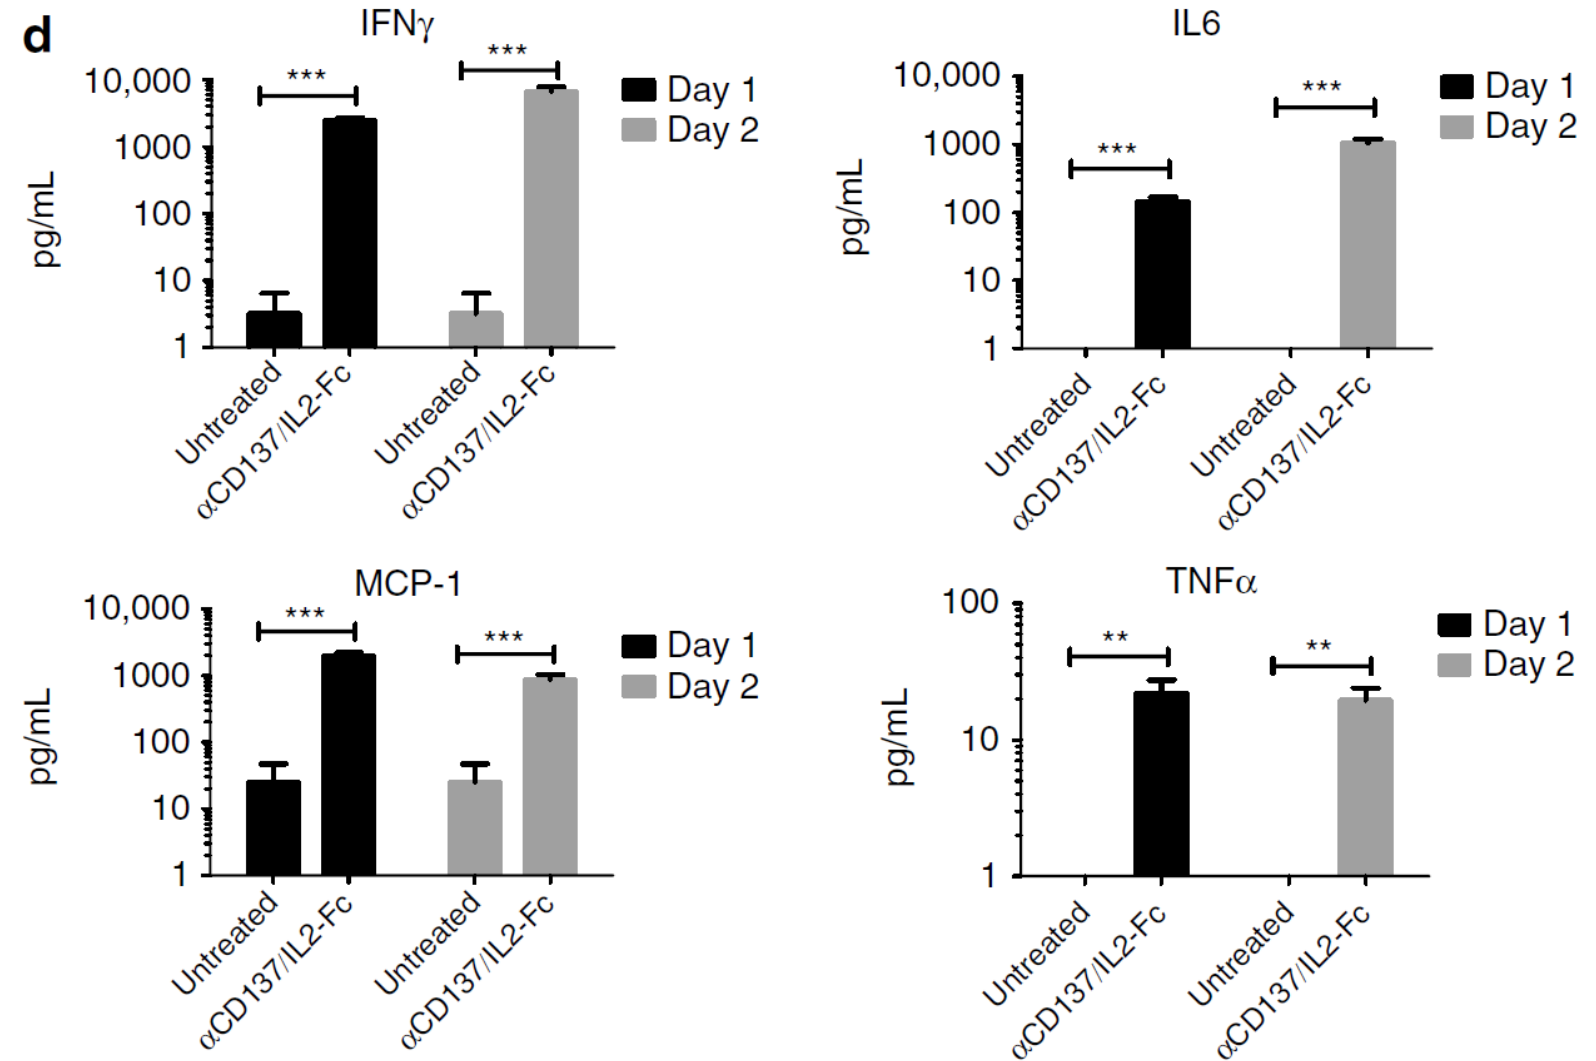 d
IFNγ
***
***
10,000
1000
100
10
1
pg/mL
Day 1
Day 2
Untreated
αCD137/IL2-Fc
Untreated
αCD137/IL2-Fc
IL6
***
***
10,000
1000
100
10
1
pg/mL
Day 1
Day 2
Untreated
αCD137/IL2-Fc
Untreated
αCD137/IL2-Fc
MCP-1
***
***
10,000
1000
100
10
1
pg/mL
Day 1
Day 2
Untreated
αCD137/IL2-Fc
Untreated
αCD137/IL2-Fc
TNFα
**
**
100
10
1
pg/mL
Day 1
Day 2
Untreated
αCD137/IL2-Fc
Untreated
αCD137/IL2-Fc